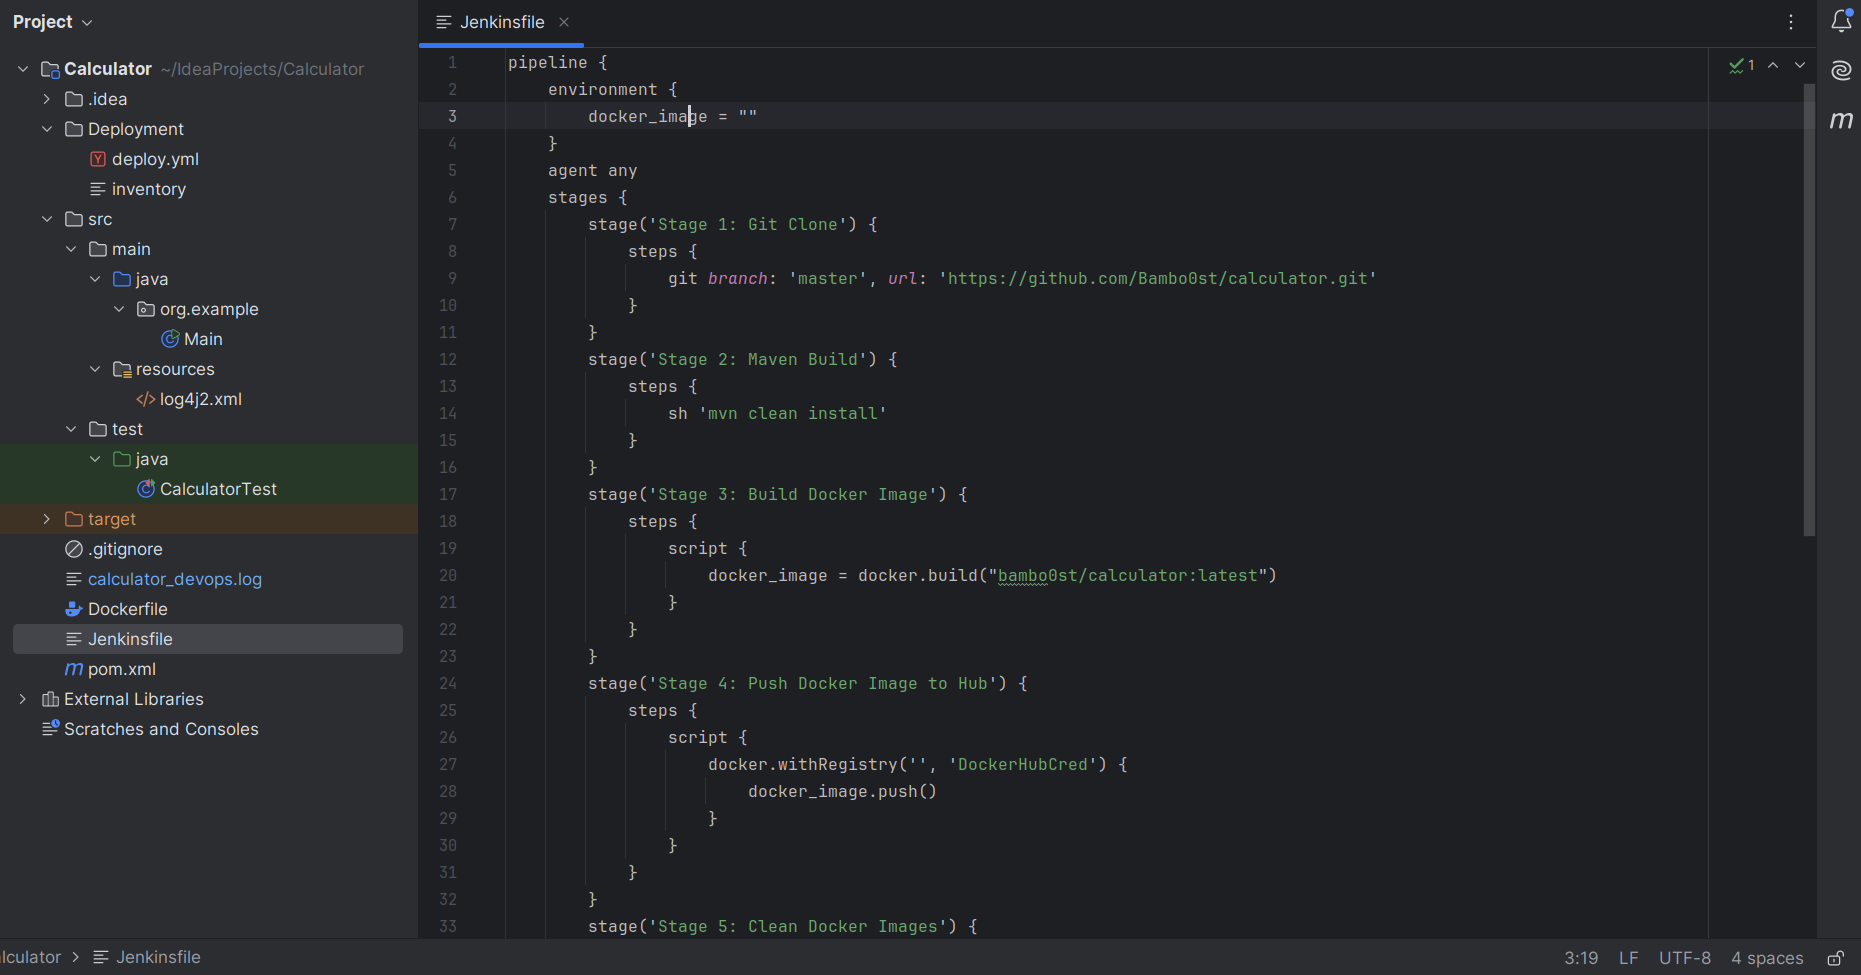 Project
Calculator ~/IdeaProjects/Calculator
.idea
Deployment
deploy.yml
inventory
src
main
java
org.example
Main
resources
log4j2.xml
test
java
CalculatorTest
target
.gitignore
calculator_devops.log
Dockerfile
Jenkinsfile
pom.xml
External Libraries
Scratches and Consoles
Jenkinsfile
1
1 pipeline {
2     environment {
3         docker_image = ""
4     }
5     agent any
6     stages {
7         stage('Stage 1: Git Clone') {
8             steps {
9                 git branch: 'master', url: 'https://github.com/Bambo0st/calculator.git'
10             }
11         }
12         stage('Stage 2: Maven Build') {
13             steps {
14                 sh 'mvn clean install'
15             }
16         }
17         stage('Stage 3: Build Docker Image') {
18             steps {
19                 script {
20                     docker_image = docker.build("bambo0st/calculator:latest")
21                 }
22             }
23         }
24         stage('Stage 4: Push Docker Image to Hub') {
25             steps {
26                 script {
27                     docker.withRegistry('', 'DockerHubCred') {
28                         docker_image.push()
29                     }
30                 }
31             }
32         }
33         stage('Stage 5: Clean Docker Images') {
lculator > Jenkinsfile
3:19 LF UTF-8 4 spaces